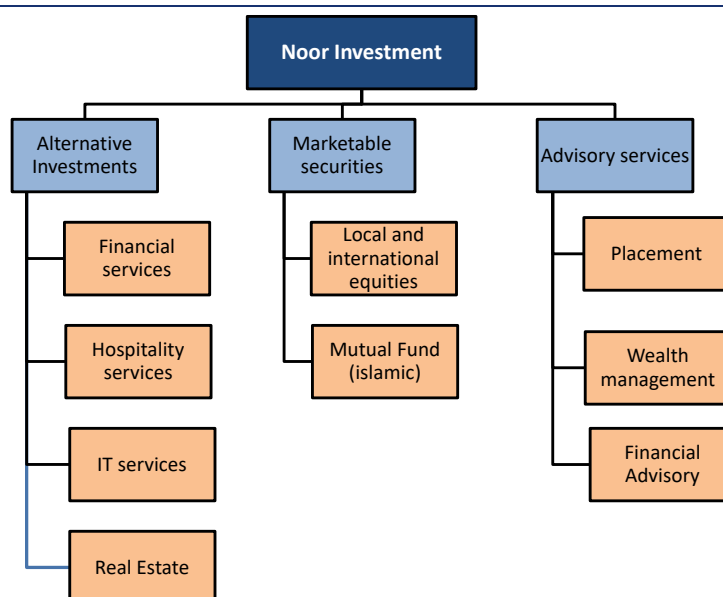 Noor Investment
Alternative
Investments
Marketable
securities
Advisory services
Financial
services
Hospitality
services
IT services
Real Estate
Local and
international
equities
Mutual Fund
(islamic)
Placement
Wealth
management
Financial
Advisory